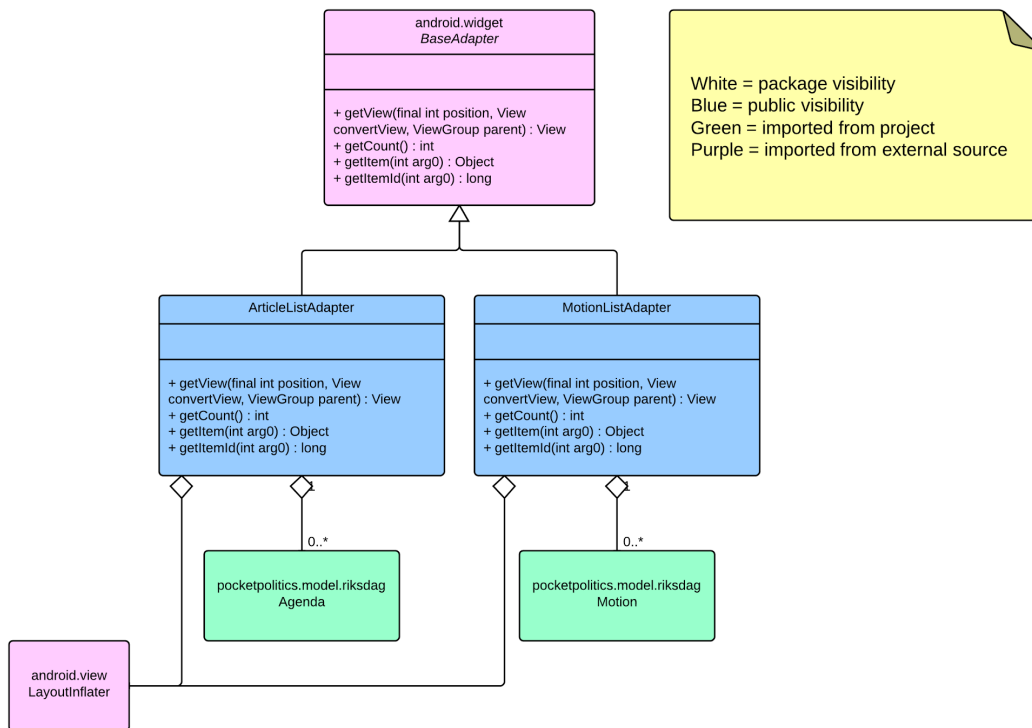 android.widget
BaseAdapter
+ getView(final int position, View
convertView, ViewGroup parent) : View
+ getCount() : int
+ getItem(int arg0) : Object
+ getItemId(int arg0) : long
White = package visibility
Blue = public visibility
Green = imported from project
Purple = imported from external source
ArticleListAdapter
+ getView(final int position, View
convertView, ViewGroup parent) : View
+ getCount() : int
+ getItem(int arg0) : Object
+ getItemId(int arg0) : long
MotionListAdapter
+ getView(final int position, View
convertView, ViewGroup parent) : View
+ getCount() : int
+ getItem(int arg0) : Object
+ getItemId(int arg0) : long
1
1
0..*
0..*
pocketpolitics.model.riksdag
Agenda
pocketpolitics.model.riksdag
Motion
android.view
LayoutInflater